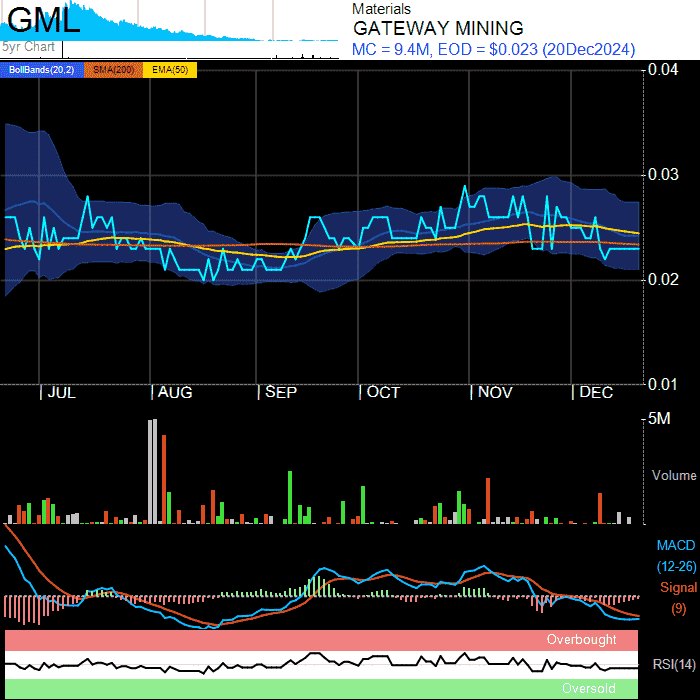 GML
5yr Chart
Materials
GATEWAY MINING
MC = 9.4M, EOD = $0.023 (20Dec2024)
BollBands(20,2) SMA(200) EMA(50)
0.04
0.03
0.02
0.01
JUL AUG SEP OCT NOV DEC
5M
Volume
MACD
(12-26)
Signal
(9)
Overbought
RSI(14)
Oversold